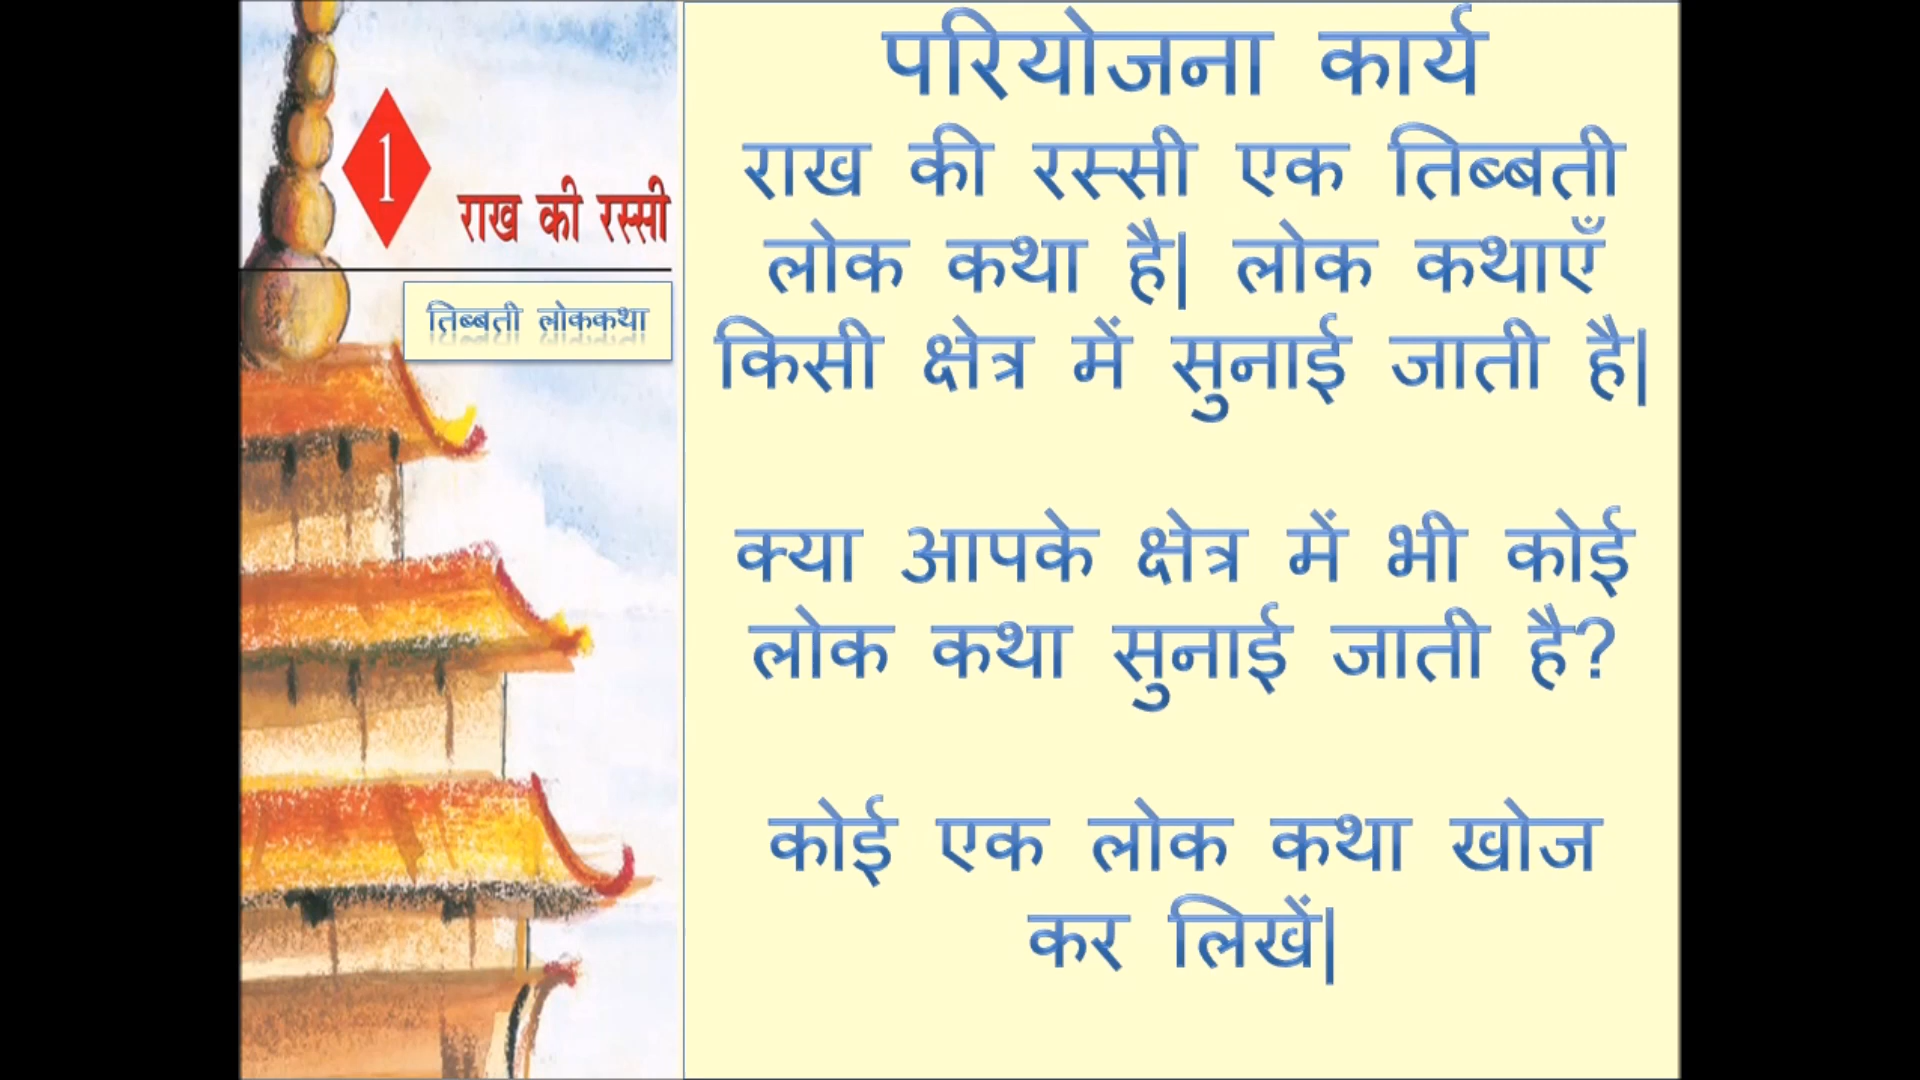 1
राख की रस्सी
तिब्बती लोककथा
परियोजना कार्य
राख की रस्सी एक तिब्बती
लोक कथा है| लोक कथाएँ
किसी क्षेत्र में सुनाई जाती है|
क्या आपके क्षेत्र में भी कोई
लोक कथा सुनाई जाती है?
कोई एक लोक कथा खोज
कर लिखें|